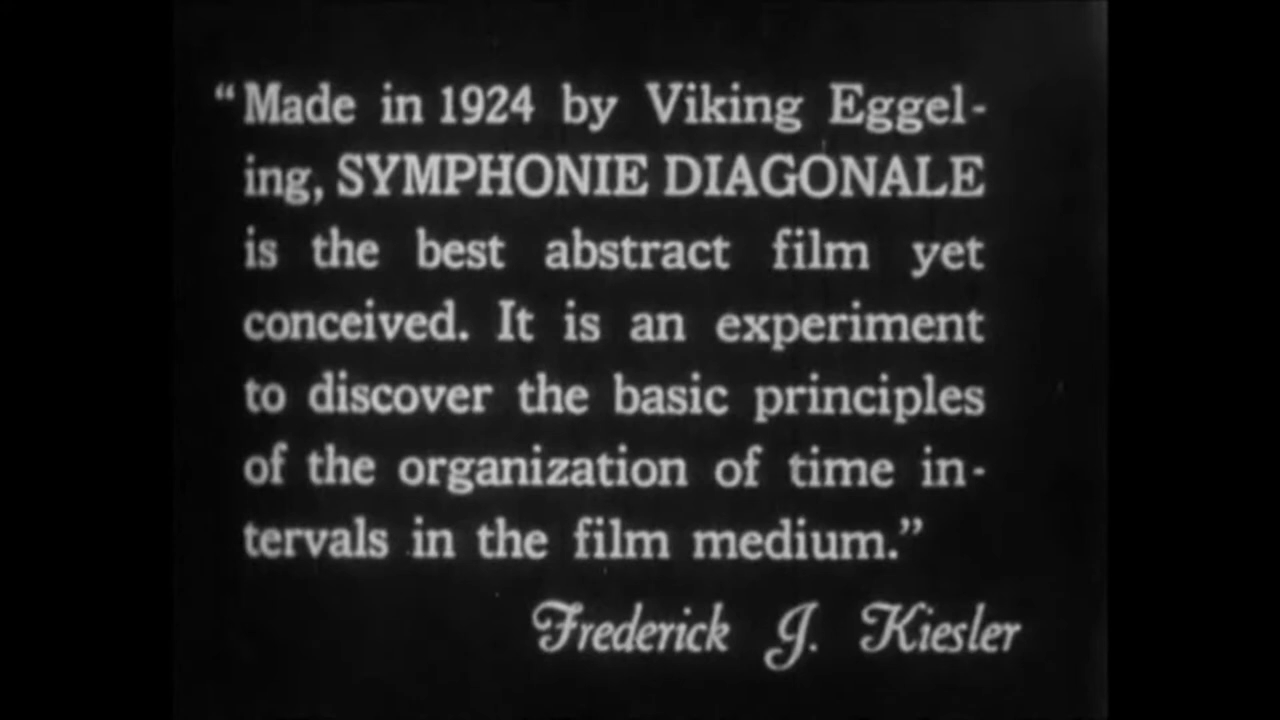 “Made in 1924 by Viking Eggel-
ing, SYMPHONIE DIAGONALE
is the best abstract film yet
conceived. It is an experiment
to discover the basic principles
of the organization of time in-
tervals in the film medium.”
Frederick J. Kiesler